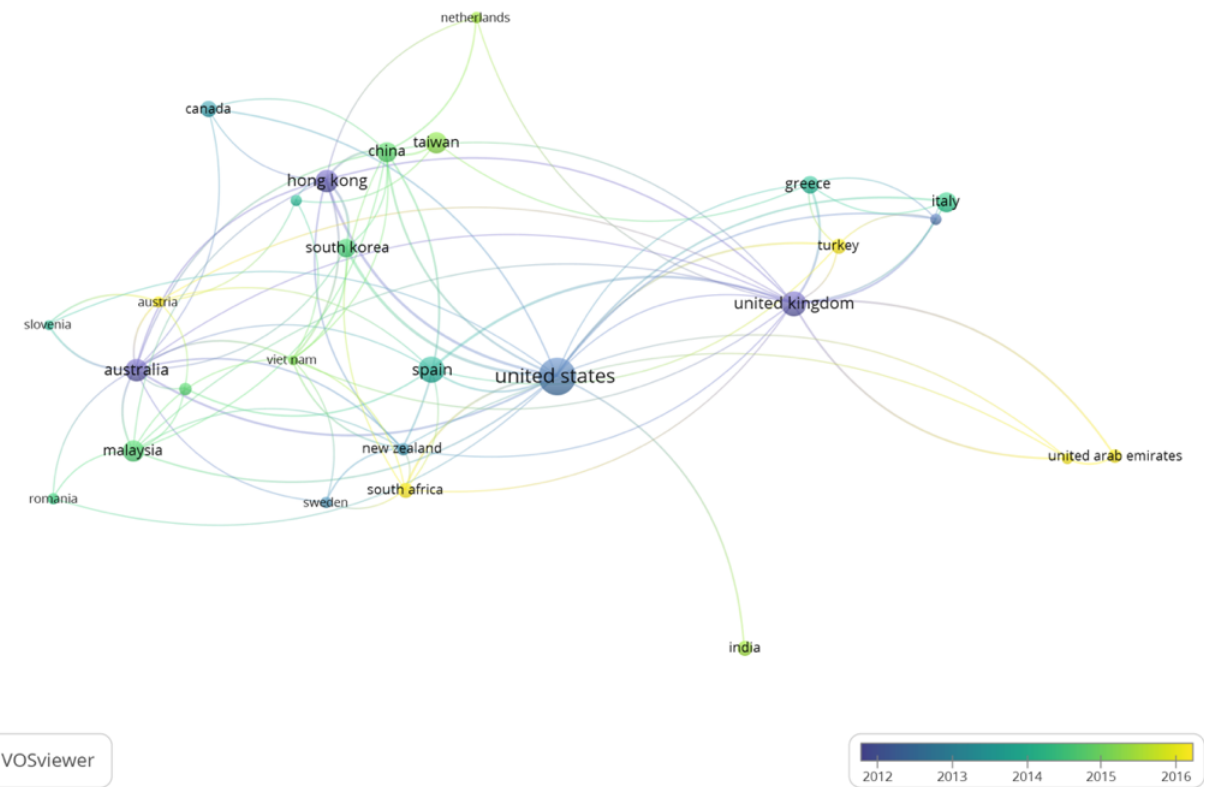 netherlands
canada
taiwan
china
hong kong
greece
italy
turkey
south korea
austria
united kingdom
slovenia
viet nam
australia
spain
united states
malaysia
new zealand
united arab emirates
south africa
romania
sweden
india
VOSviewer
2012 2013 2014 2015 2016